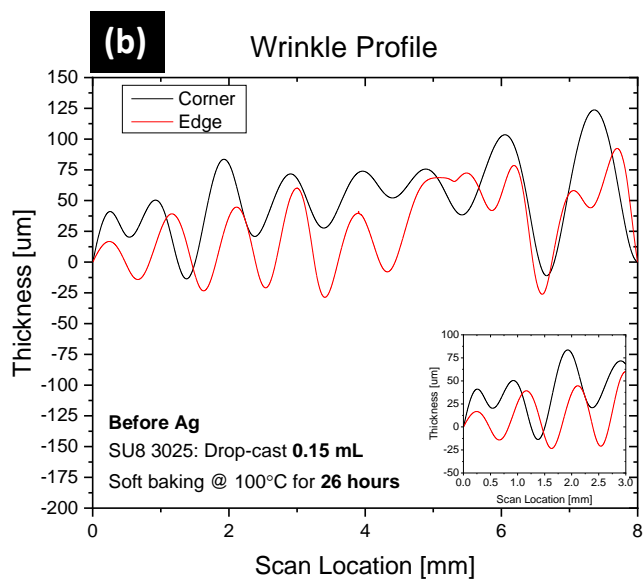 (b)
Wrinkle Profile
Corner
Edge
Thickness [um]
150
125
100
75
50
25
0
-25
-50
-75
-100
-125
-150
-175
-200
0
2
4
6
8
Scan Location [mm]
Before Ag
SU8 3025: Drop-cast 0.15 mL
Soft baking @ 100°C for 26 hours
Thickness [um]
100
75
50
25
0
-25
-50
0.0 0.5 1.0 1.5 2.0 2.5 3.0
Scan Location [mm]